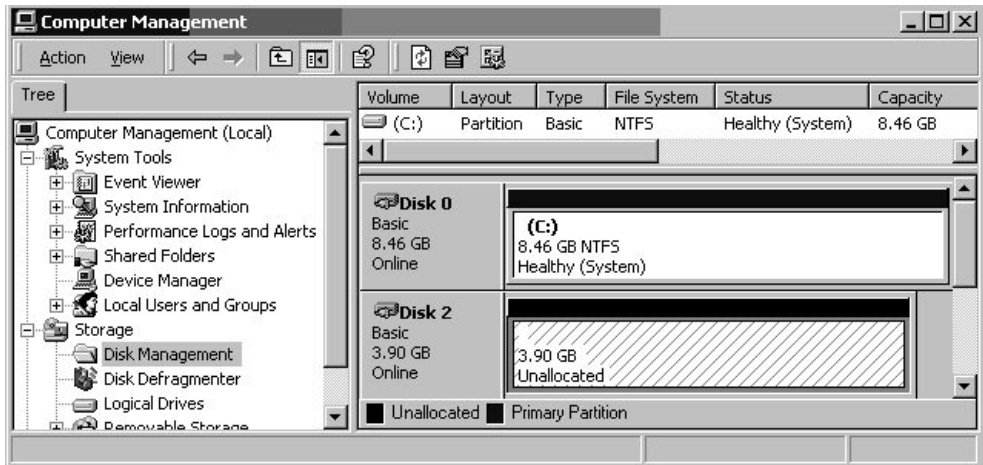 Computer Management
Action View
Tree
Computer Management (Local)
System Tools
Event Viewer
System Information
Performance Logs and Alerts
Shared Folders
Device Manager
Local Users and Groups
Storage
Disk Management
Disk Defragmenter
Logical Drives
Removable Storage
Volume Layout Type File System Status Capacity
(C:) Partition Basic NTFS Healthy (System) 8.46 GB
Disk 0
Basic
8.46 GB
Online
(C:)
8.46 GB NTFS
Healthy (System)
Disk 2
Basic
3.90 GB
Online
3.90 GB
Unallocated
Unallocated Primary Partition